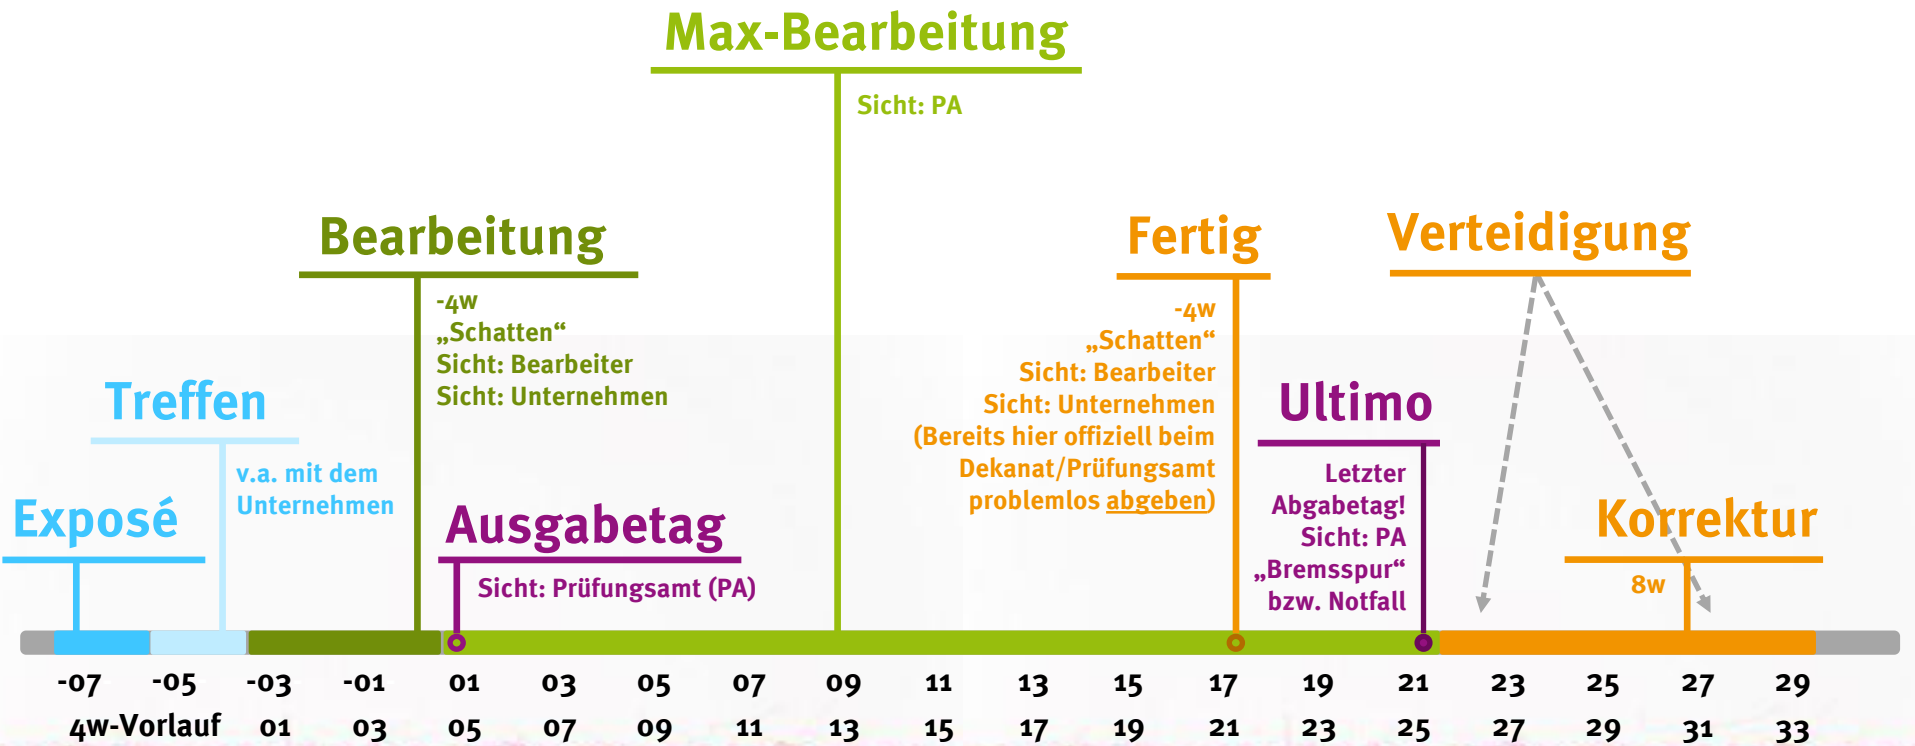 Max-Bearbeitung
Sicht: PA
Bearbeitung
-4w
„Schatten“
Sicht: Bearbeiter
Sicht: Unternehmen
Fertig
-4w
„Schatten“
Sicht: Bearbeiter
Sicht: Unternehmen
(Bereits hier offiziell beim
Dekanat/Prüfungsamt
problemlos abgeben)
Verteidigung
Treffen
v.a. mit dem
Unternehmen
Ultimo
Letzter
Abgabetag!
Sicht: PA
„Bremsspur“
bzw. Notfall
Exposé
Ausgabetag
Sicht: Prüfungsamt (PA)
Korrektur
8w
-07 -05 -03 -01 01 03 05 07 09 11 13 15 17 19 21 23 25 27 29
4w-Vorlauf 01 03 05 07 09 11 13 15 17 19 21 23 25 27 29 31 33